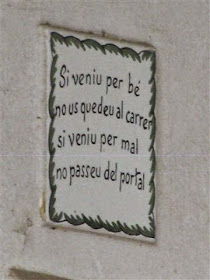 Si veniu per bé
no us quedeu al carrer
si veniu per mal
no passeu del portal